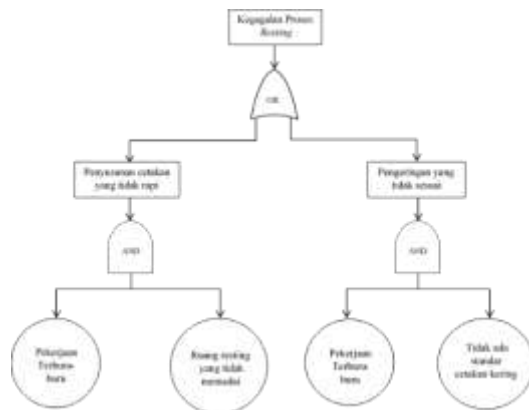 Kegagalan Proses
Resting
OR
Penyusunan cetakan
yang tidak rapi
Pengeringan yang
tidak sesuai
AND
AND
Pekerjaan
Terburu-
buru
Ruang resting
yang tidak
memadai
Pekerjaan
Terburu
buru
Tidak ada
standar
cetakan kering